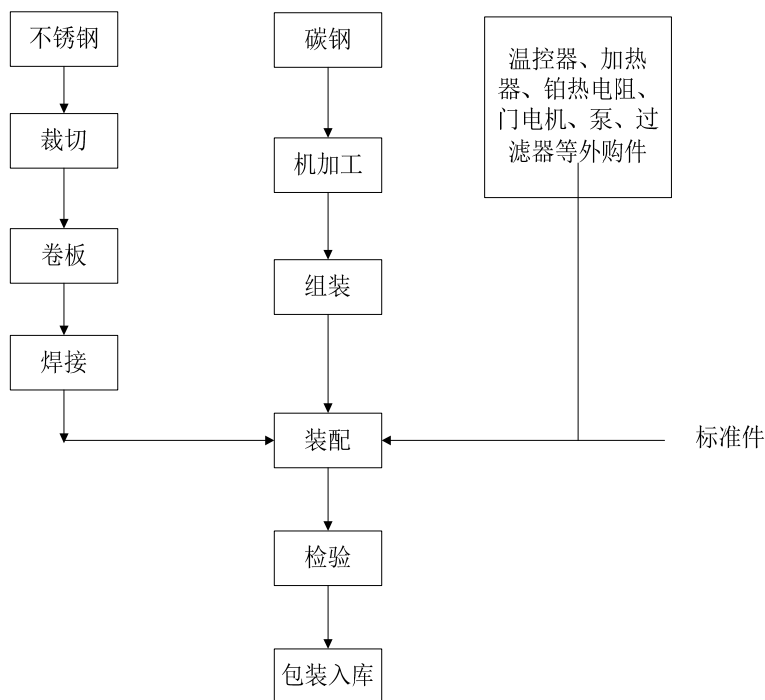 不锈钢
碳钢
温控器、加热
器、铂热电阻、
门电机、泵、过
滤器等外购件
裁切
机加工
卷板
组装
焊接
装配
标准件
检验
包装入库